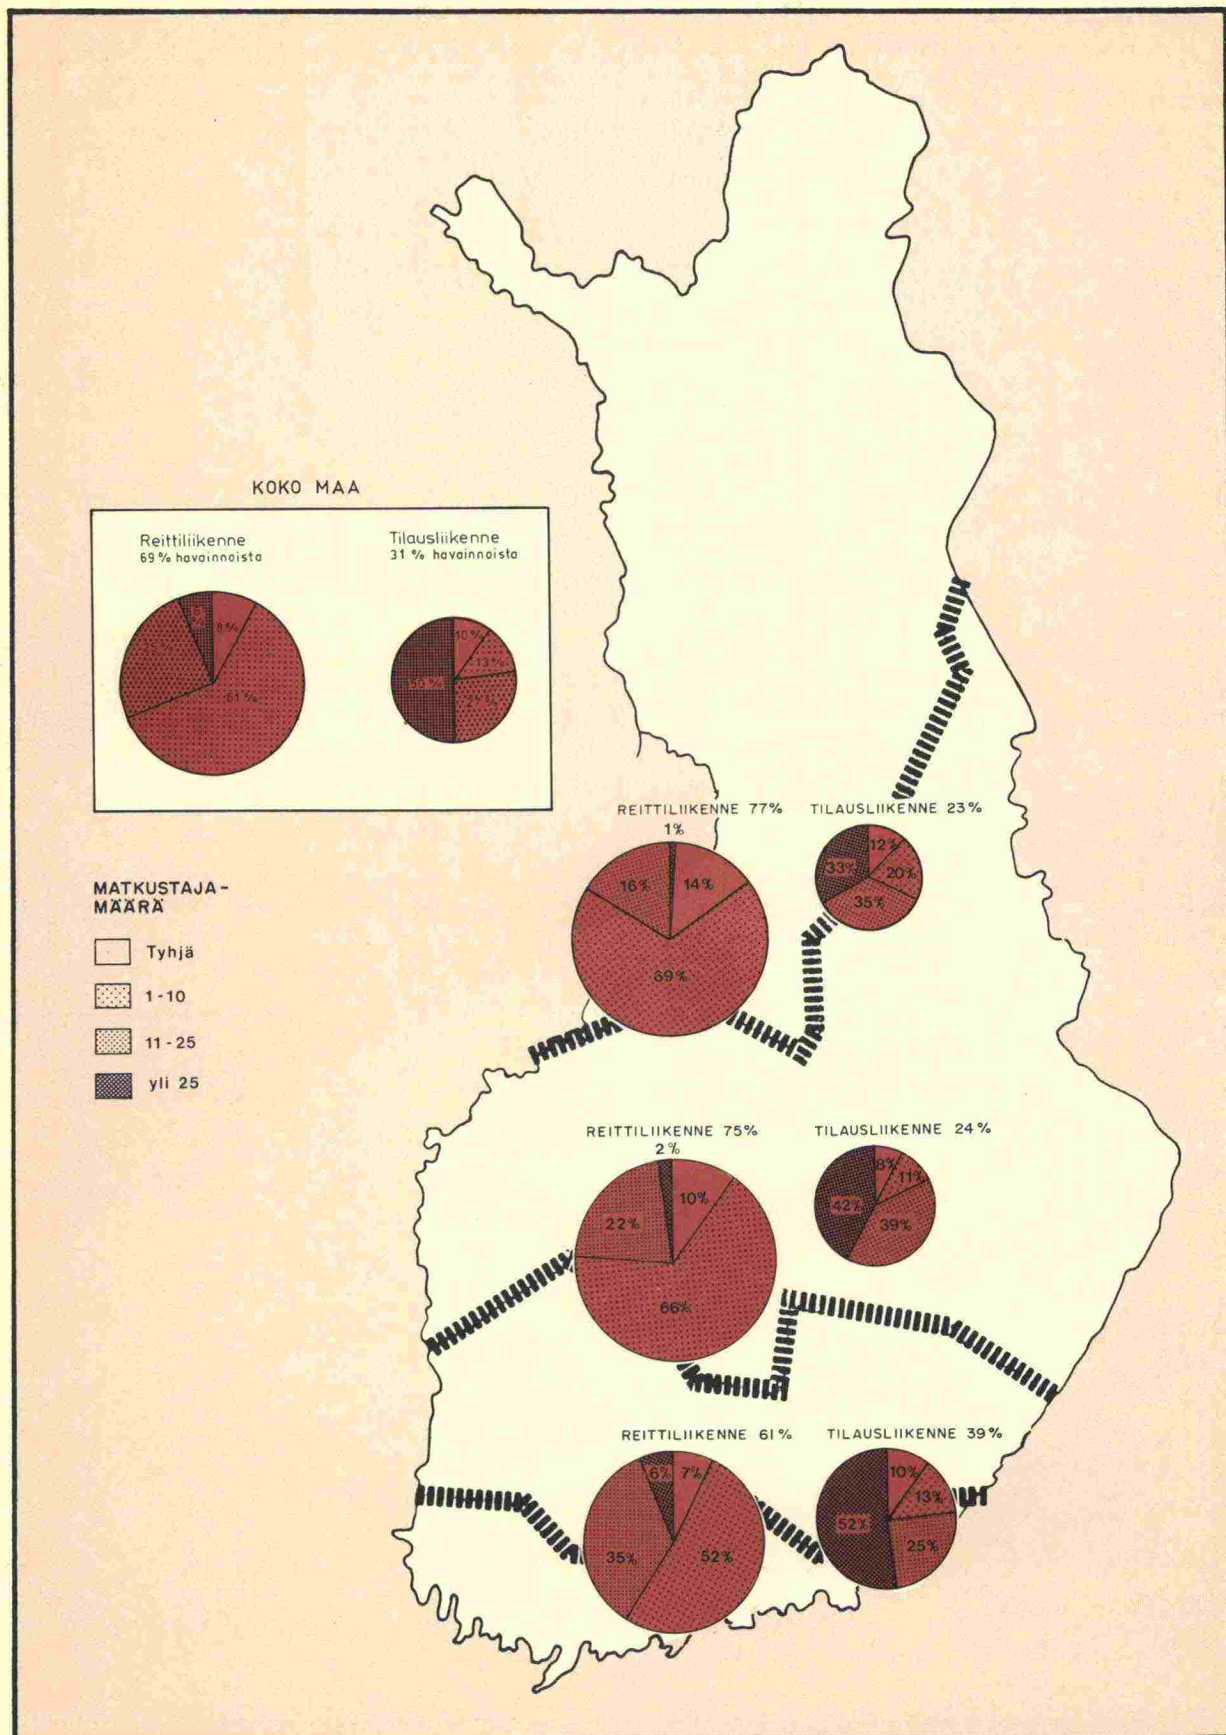 KOKO MAA
Reittiliikenne
69% havainnoista
Tilausliikenne
31 % havainnoista
6
%
8%
61%
10%
13%
27%
50%
MATKUSTAJA-
MÄÄRÄ
Tyhjä
1-10
11-25
yli 25
REITTILIIKENNE 77%
1%
14%
16%
69%
TILAUSLIIKENNE 23%
12%
20%
33%
35%
REITTILIIKENNE 75%
2%
10%
22%
66%
TILAUSLIIKENNE 24%
8%
11%
42%
39%
REITTILIIKENNE 61%
6%
7%
35%
52%
TILAUSLIIKENNE 39%
10%
13%
52%
25%